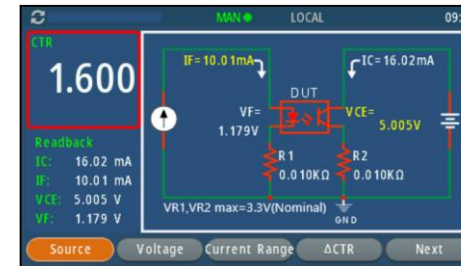 MAN LOCAL 09:
CTR
1.600
Readback
IC: 16.02 mA
IF: 10.01 mA
VCE: 5.005 V
VF: 1.179 V
IF=10.01mA
IC=16.02mA
DUT
VF=
1.179V
VCE=
5.005V
R1
0.010KΩ
R2
0.010KΩ
VR1,VR2 max=3.3V(Nominal)
GND
Source Voltage Current Range ΔCTR Next